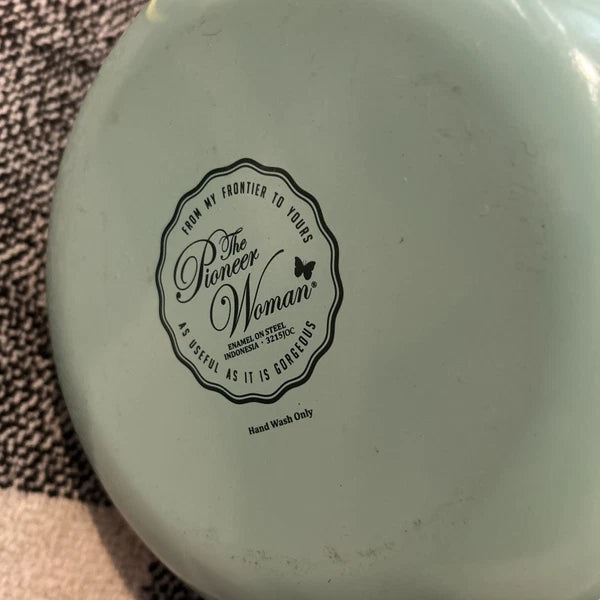 FROM MY FRONTIER TO YOURS
The
Pioneer
Woman®
ENAMEL ON STEEL
INDONESIA · 3215JOC
AS USEFUL AS IT IS GORGEOUS
Hand Wash Only